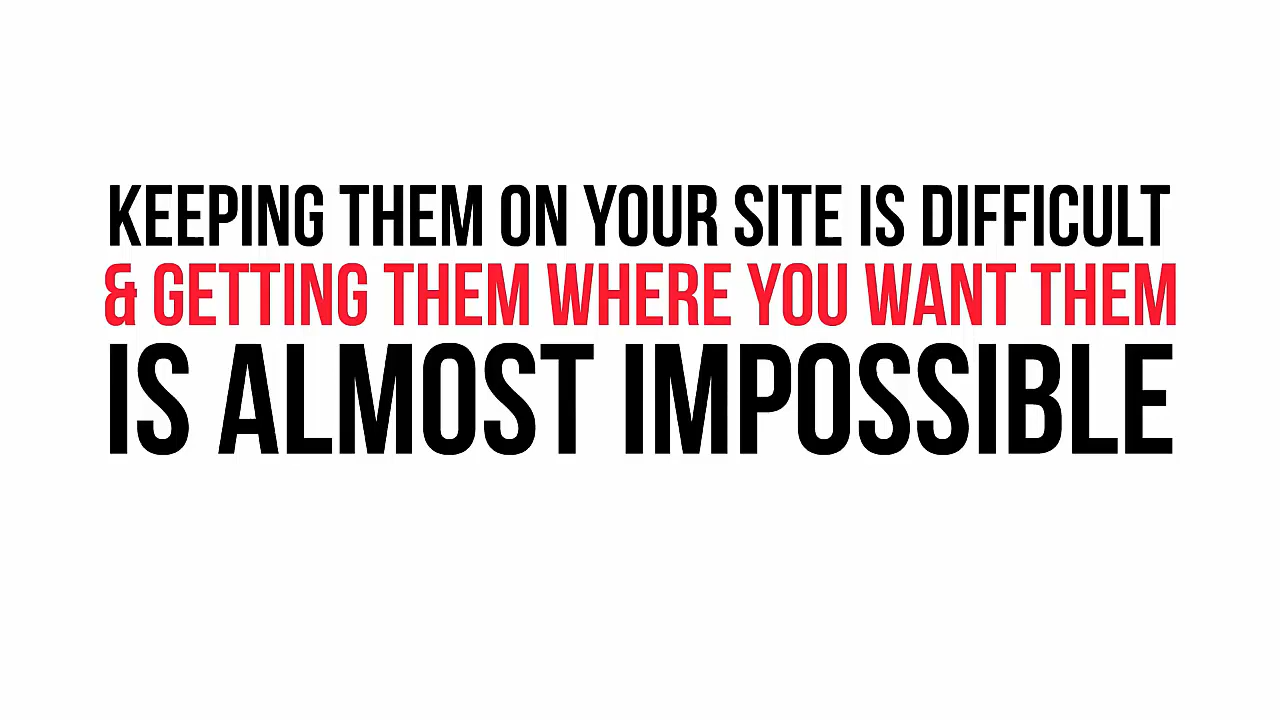 KEEPING THEM ON YOUR SITE IS DIFFICULT
& GETTING THEM WHERE YOU WANT THEM
IS ALMOST IMPOSSIBLE